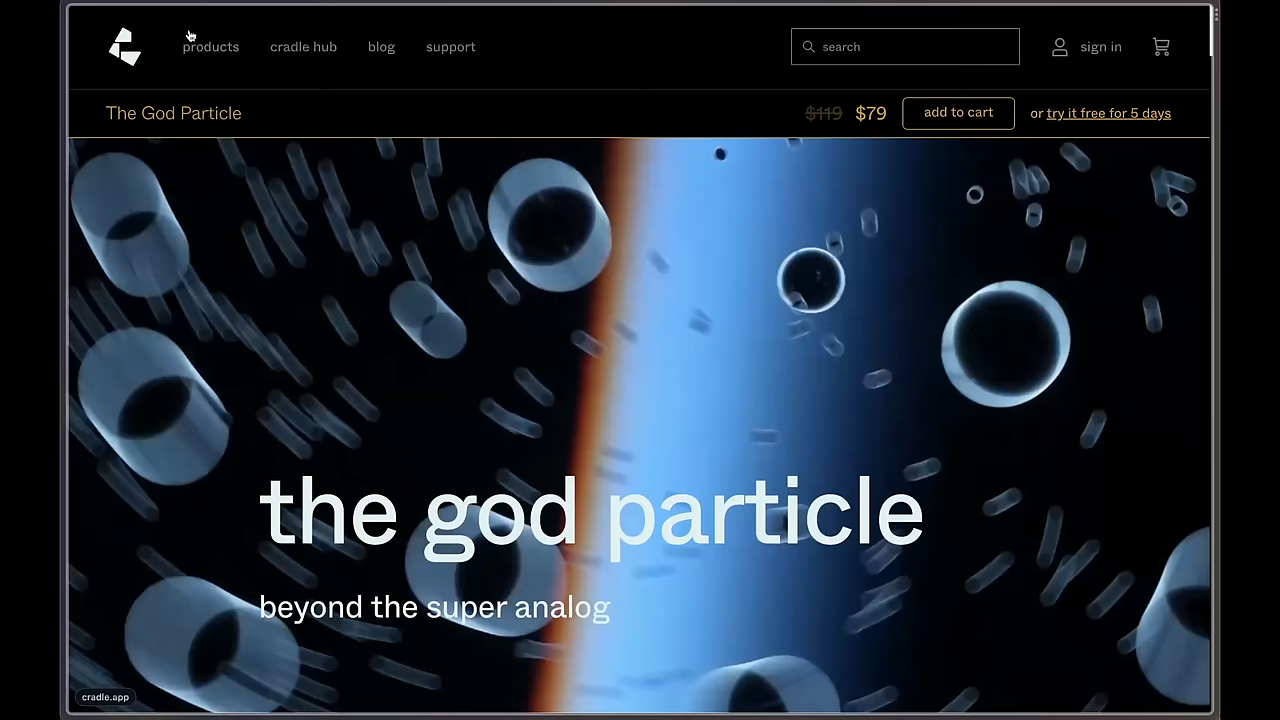 products cradle hub blog support search sign in
The God Particle $119 $79 add to cart or try it free for 5 days
the god particle
beyond the super analog
cradle.app